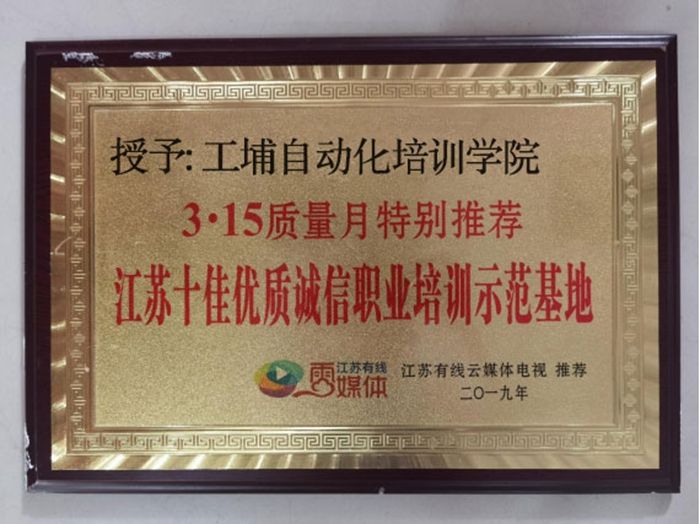 授予: 工埔自动化培训学院
3·15质量月特别推荐
江苏十佳优质诚信职业培训示范基地
江苏有线
云媒体
江苏有线云媒体电视 推荐
二〇一九年